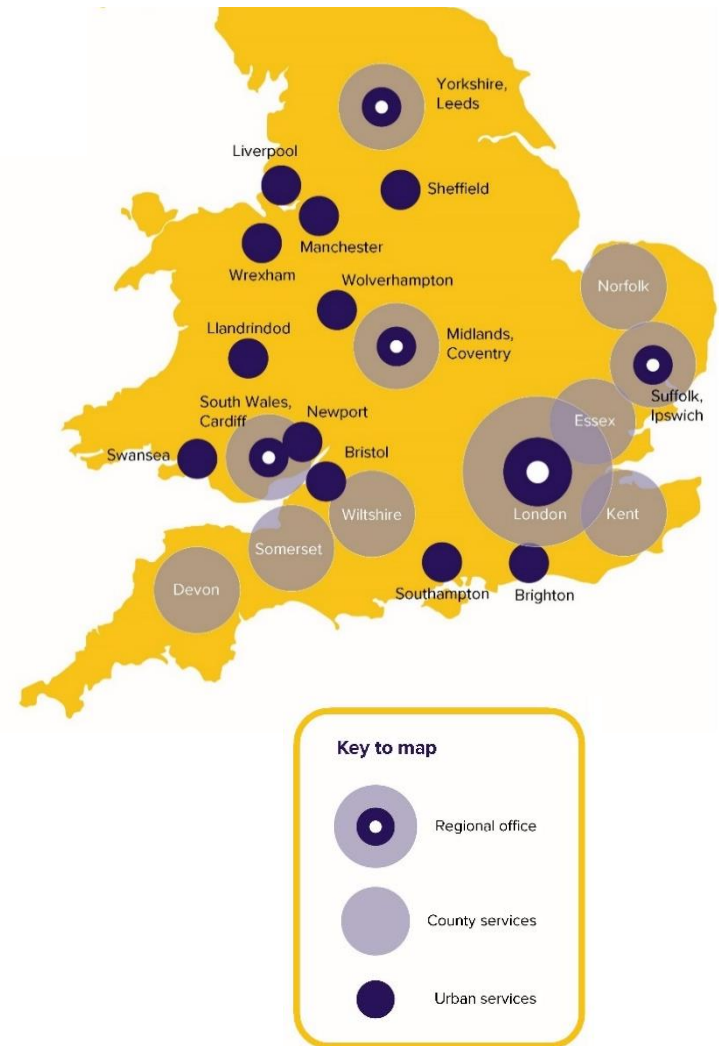 Yorkshire,
Leeds
Liverpool
Sheffield
Manchester
Wrexham
Wolverhampton
Norfolk
Llandrindod
Midlands,
Coventry
Suffolk,
Ipswich
South Wales,
Cardiff
Newport
Essex
Swansea
Bristol
Wiltshire
London
Kent
Somerset
Devon
Southampton
Brighton
Key to map
Regional office
County services
Urban services